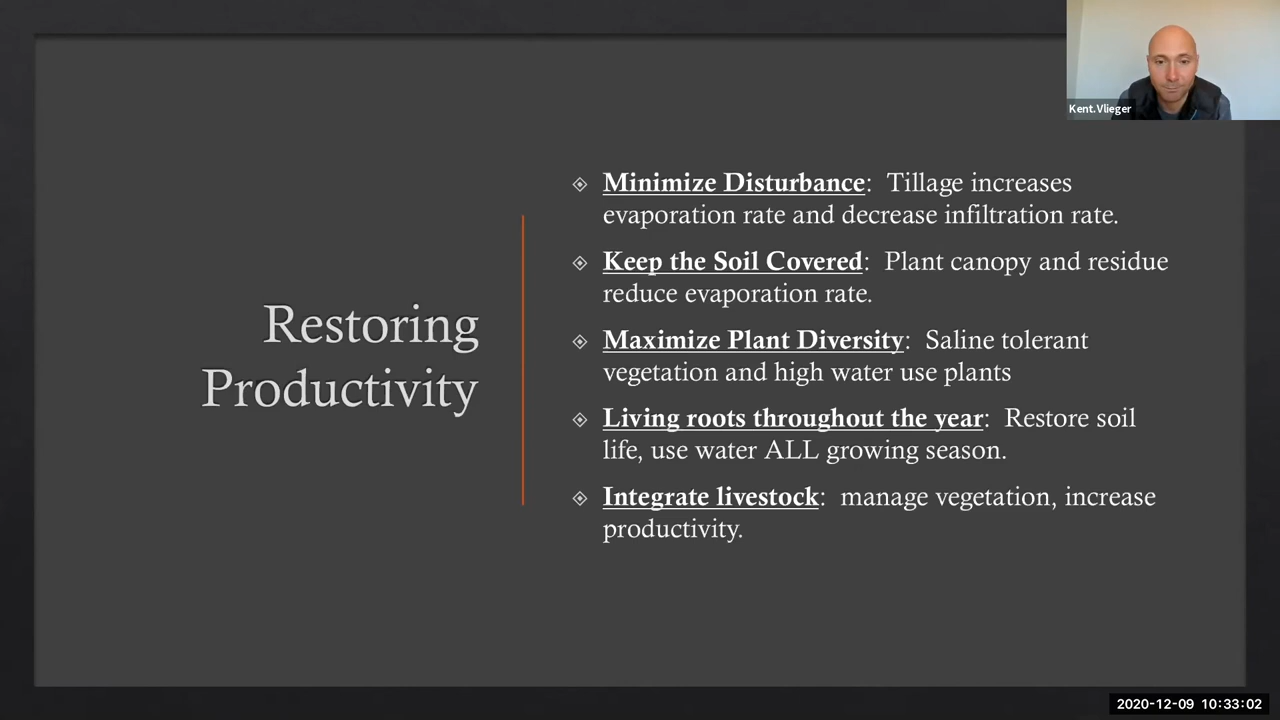 Kent.Vlieger
Restoring
Productivity
Minimize Disturbance:  Tillage increases
evaporation rate and decrease infiltration rate.
Keep the Soil Covered:  Plant canopy and residue
reduce evaporation rate.
Maximize Plant Diversity:  Saline tolerant
vegetation and high water use plants
Living roots throughout the year:  Restore soil
life, use water ALL growing season.
Integrate livestock:  manage vegetation, increase
productivity.
2020-12-09 10:33:02